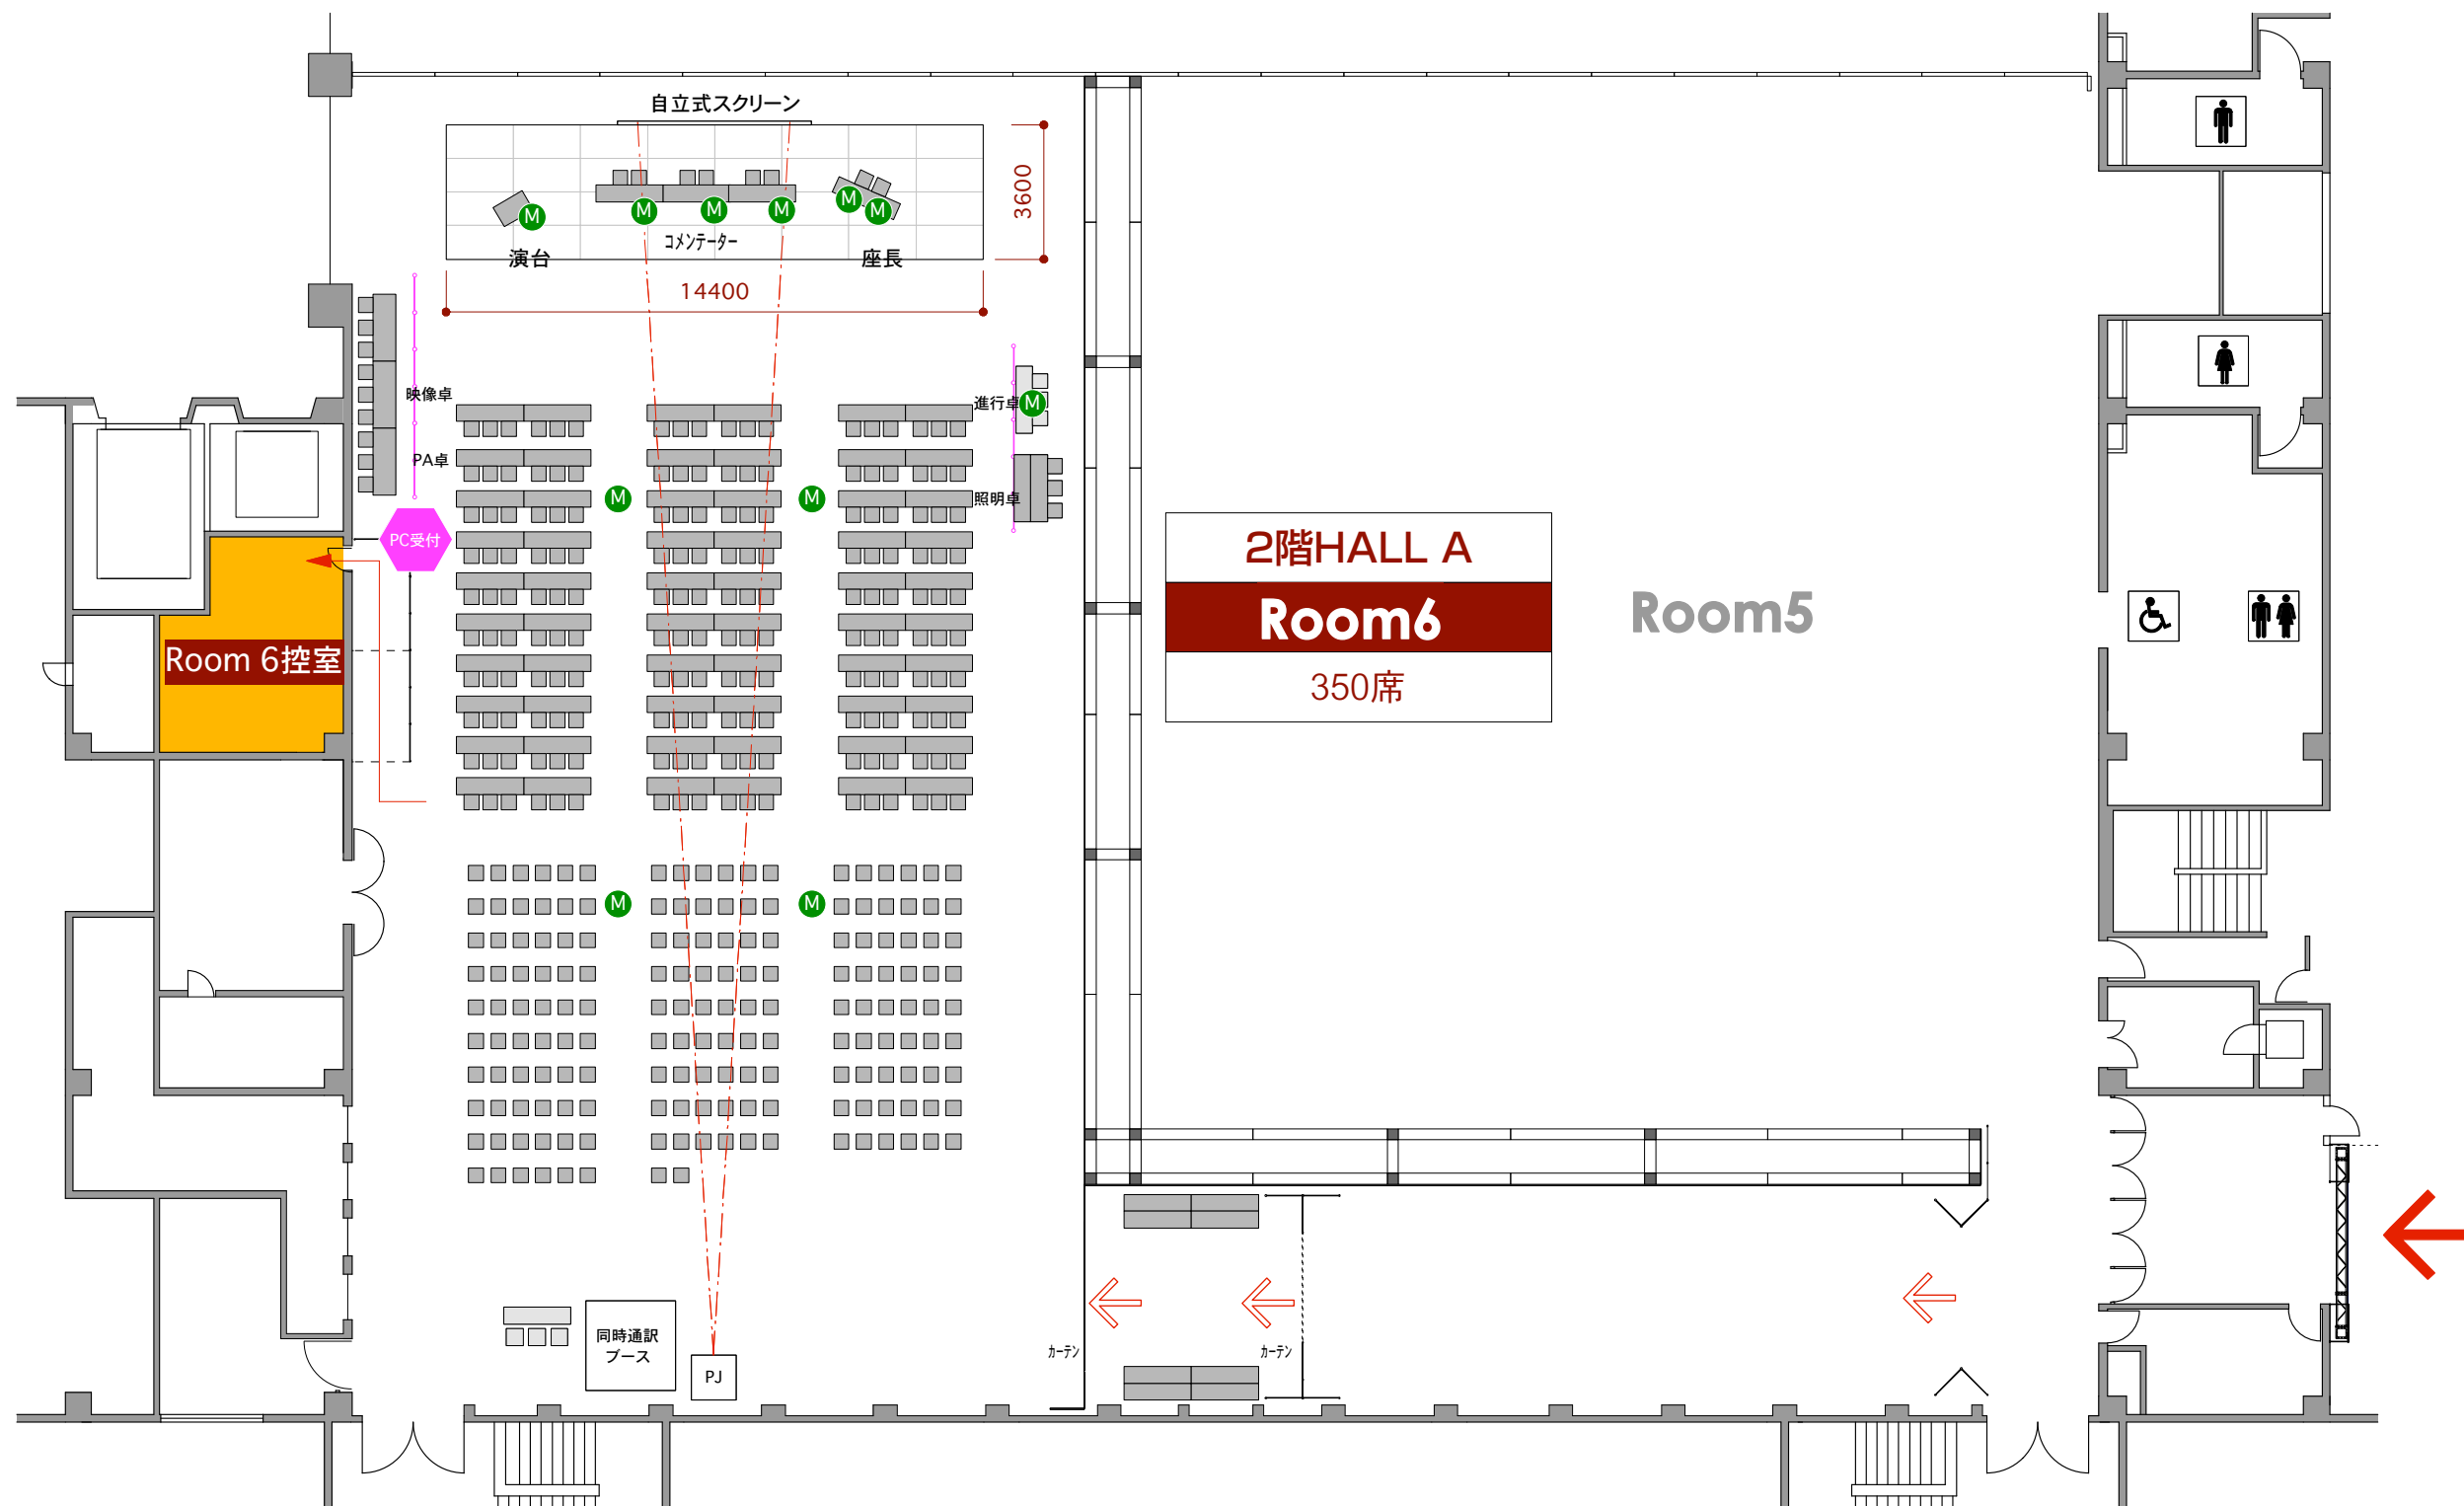 自立式スクリーン
3600
M
M
M
M
M
M
コメンテーター
演台
座長
14400
映像卓
進行卓
M
PA卓
M
M
照明卓
PC受付
2階HALL A
Room6
350席
Room5
Room 6控室
M
M
同時通訳
ブース
PJ
カーテン
カーテン